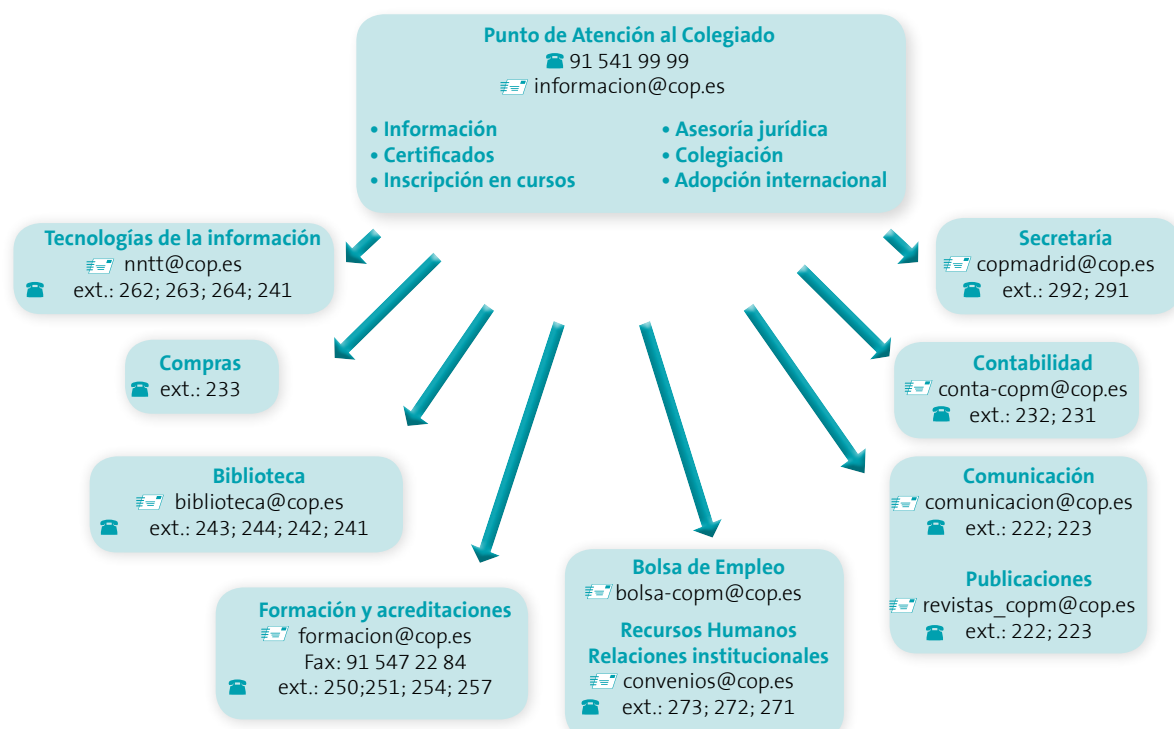 Punto de Atención al Colegiado
91 541 99 99
informacion@cop.es
• Información
• Certificados
• Inscripción en cursos
• Asesoría jurídica
• Colegiación
• Adopción internacional
Tecnologías de la información
nntt@cop.es
ext.: 262; 263; 264; 241
Secretaría
copmadrid@cop.es
ext.: 292; 291
Compras
ext.: 233
Contabilidad
conta-copm@cop.es
ext.: 232; 231
Biblioteca
biblioteca@cop.es
ext.: 243; 244; 242; 241
Comunicación
comunicacion@cop.es
ext.: 222; 223
Publicaciones
revistas_copm@cop.es
ext.: 222; 223
Formación y acreditaciones
formacion@cop.es
Fax: 91 547 22 84
ext.: 250;251; 254; 257
Bolsa de Empleo
bolsa-copm@cop.es
Recursos Humanos
Relaciones institucionales
convenios@cop.es
ext.: 273; 272; 271